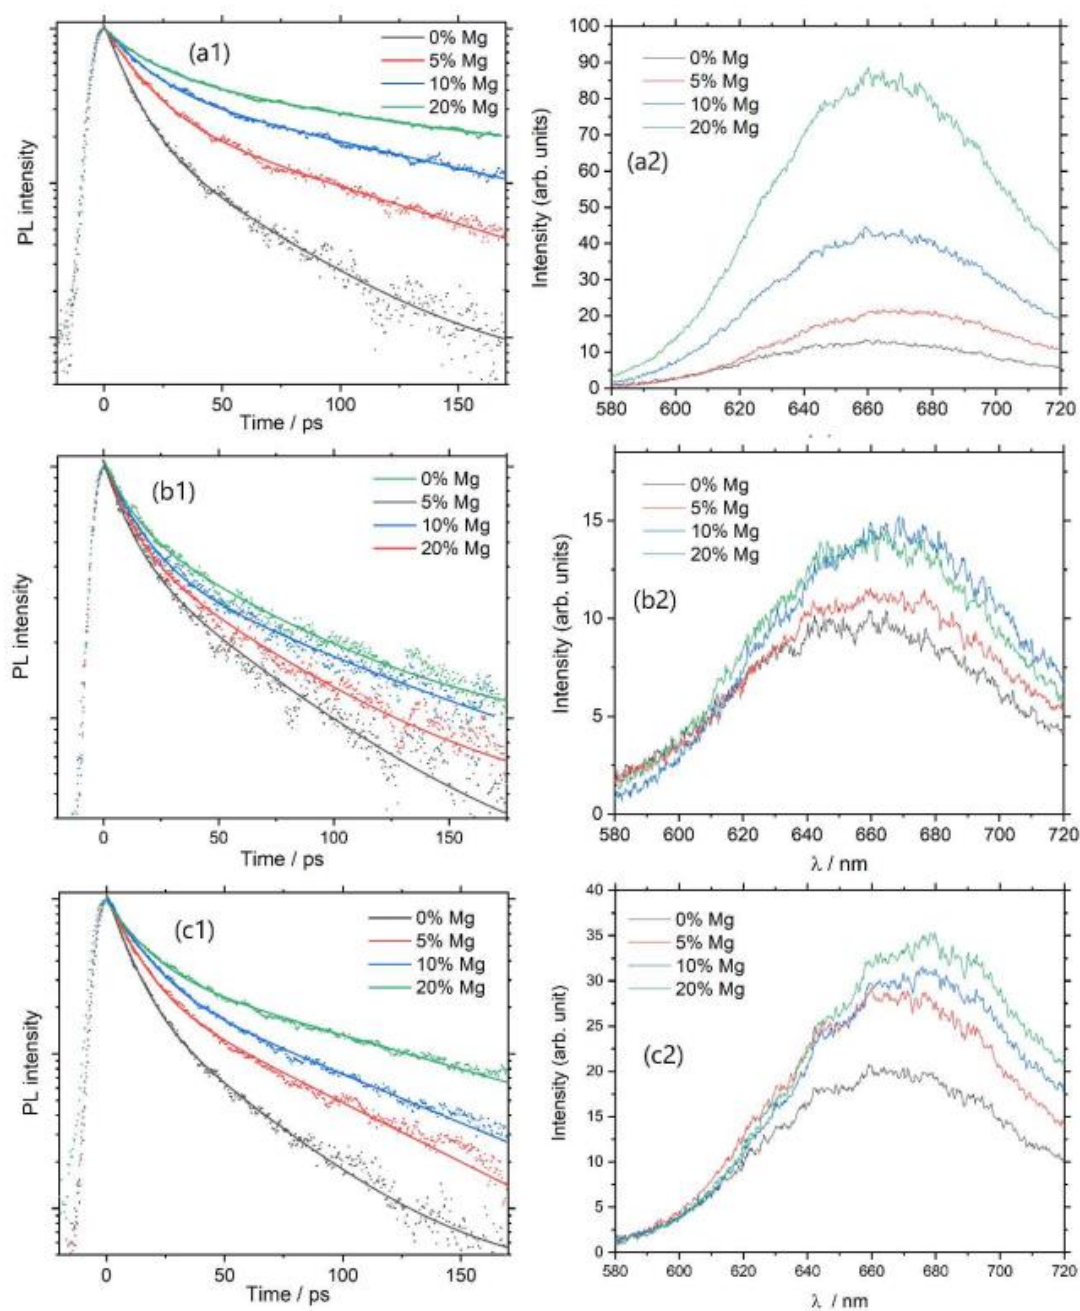 (a1)
0% Mg
5% Mg
10% Mg
20% Mg
PL intensity
0 50 100 150
Time / ps
100
90
80
70
60
50
40
30
20
10
0
Intensity (arb. units)
0% Mg
5% Mg
10% Mg
20% Mg
(a2)
580 600 620 640 660 680 700 720
(b1)
0% Mg
5% Mg
10% Mg
20% Mg
PL intensity
0 50 100 150
Time / ps
15
10
5
0
Intensity (arb. units)
0% Mg
5% Mg
10% Mg
20% Mg
(b2)
580 600 620 640 660 680 700 720
λ / nm
(c1)
0% Mg
5% Mg
10% Mg
20% Mg
PL intensity
0 50 100 150
Time / ps
40
35
30
25
20
15
10
5
0
Intensity (arb. unit)
0% Mg
5% Mg
10% Mg
20% Mg
(c2)
580 600 620 640 660 680 700 720
λ / nm